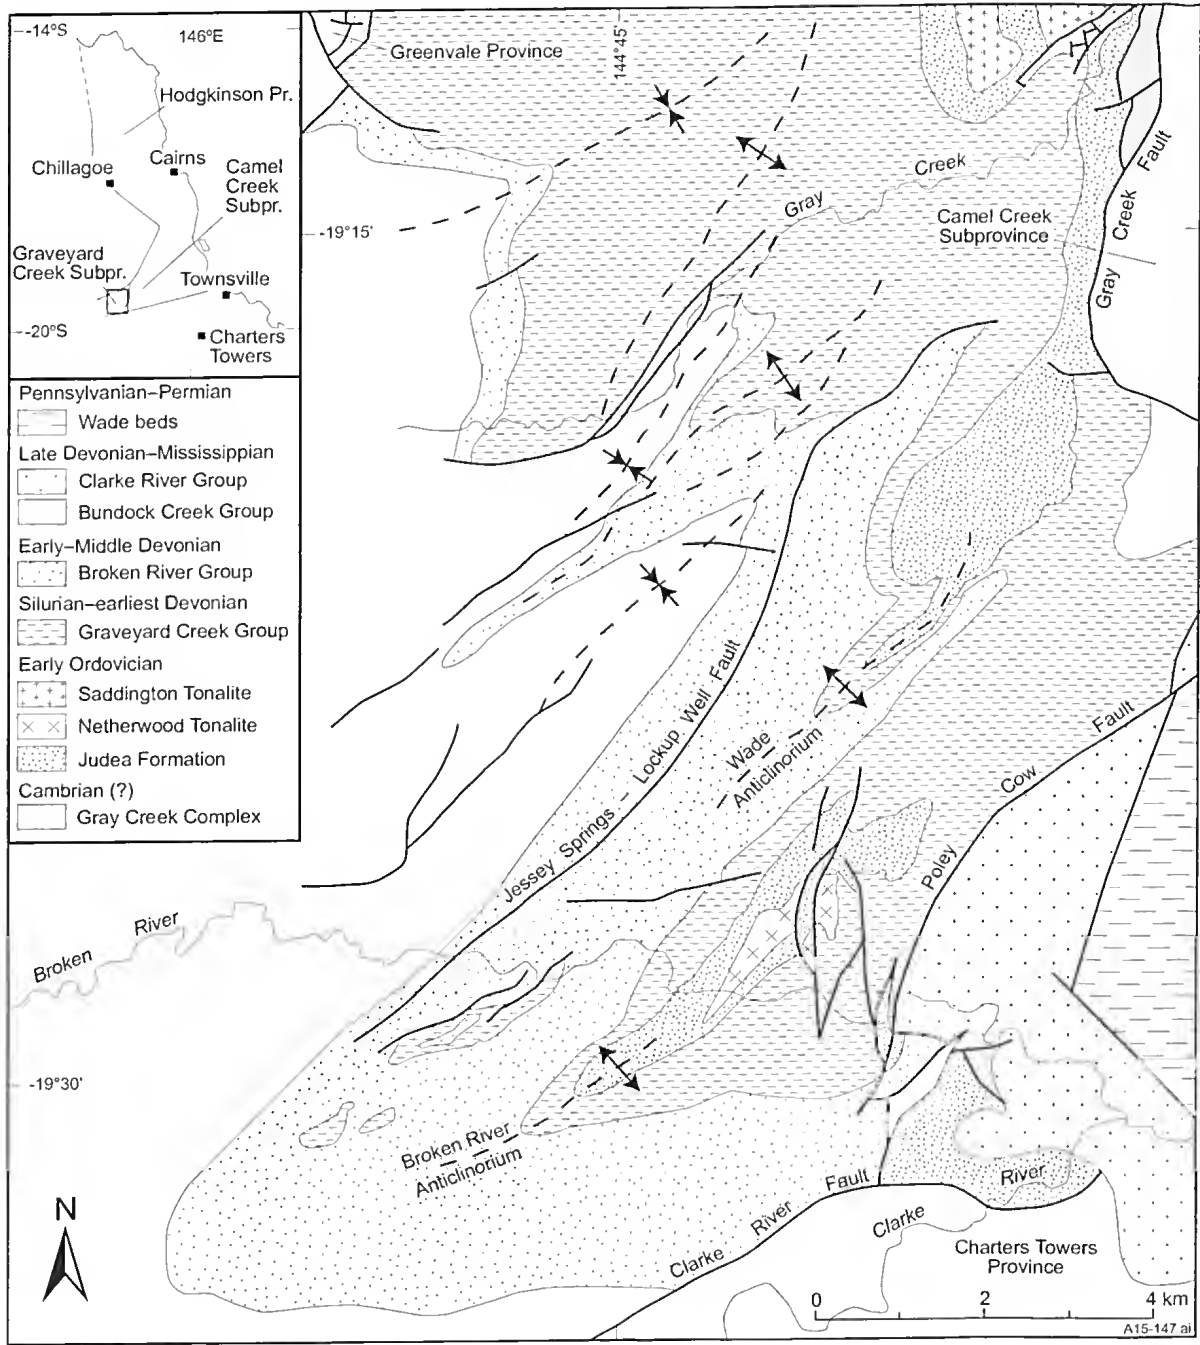 -14°S
146°E
Hodgkinson Pr.
Chillagoe
Cairns
Camel
Creek
Subpr.
Graveyard
Creek Subpr.
Townsville
-20°S
Charters
Towers
Pennsylvanian–Permian
Wade beds
Late Devonian–Mississippian
Clarke River Group
Bundock Creek Group
Early–Middle Devonian
Broken River Group
Silurian–earliest Devonian
Graveyard Creek Group
Early Ordovician
Saddington Tonalite
Netherwood Tonalite
Judea Formation
Cambrian (?)
Gray Creek Complex
Greenvale Province
144°45'
Gray Creek
-19°15'
Camel Creek
Subprovince
Gray Creek Fault
Jessey Springs – Lockup Well Fault
Wade
Anticlinorium
Poley Cow Fault
Broken River
-19°30'
Broken River
Anticlinorium
Clarke River Fault
Clarke River
Charters Towers
Province
N
0 2 4 km
A15-147 ai